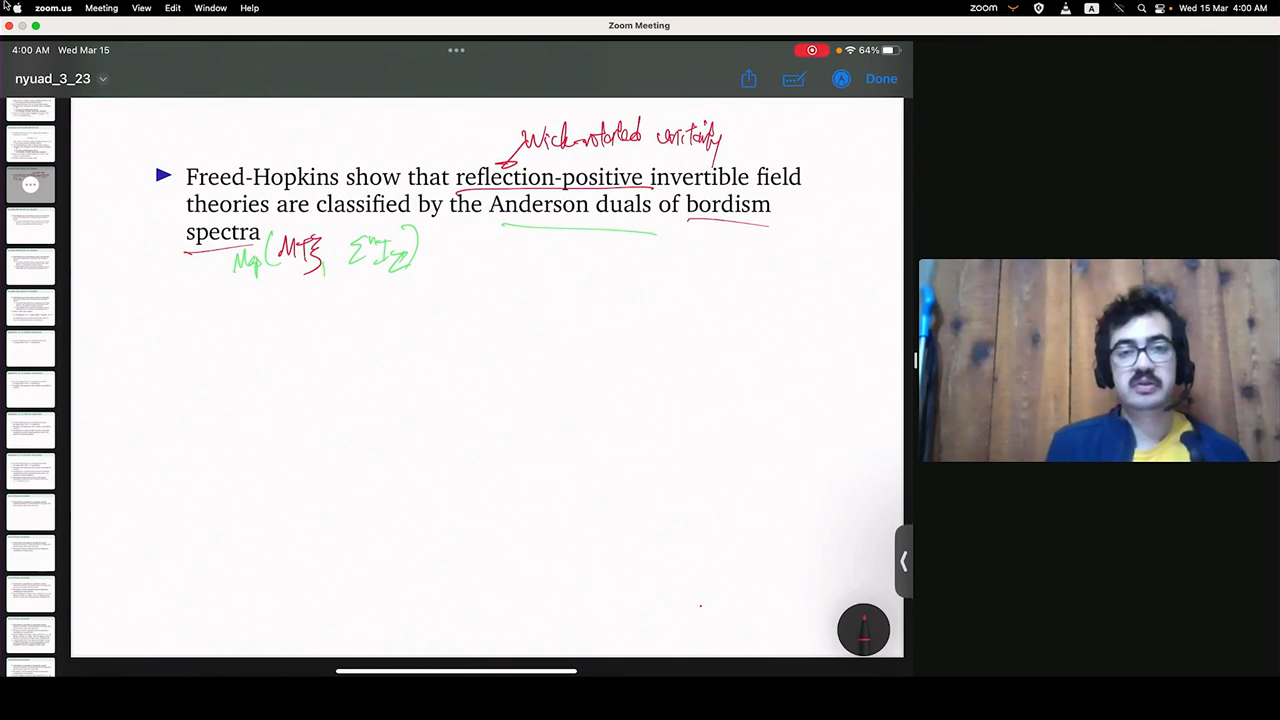 zoom.us Meeting View Edit Window Help
zoom A Wed 15 Mar 4:00 AM
Zoom Meeting
4:00 AM Wed Mar 15 64%
nyuad_3_23 Done
Wick-rotated unitarity
Freed-Hopkins show that reflection-positive invertible field
theories are classified by the Anderson duals of bordism
spectra
Map(MTξ, Σ